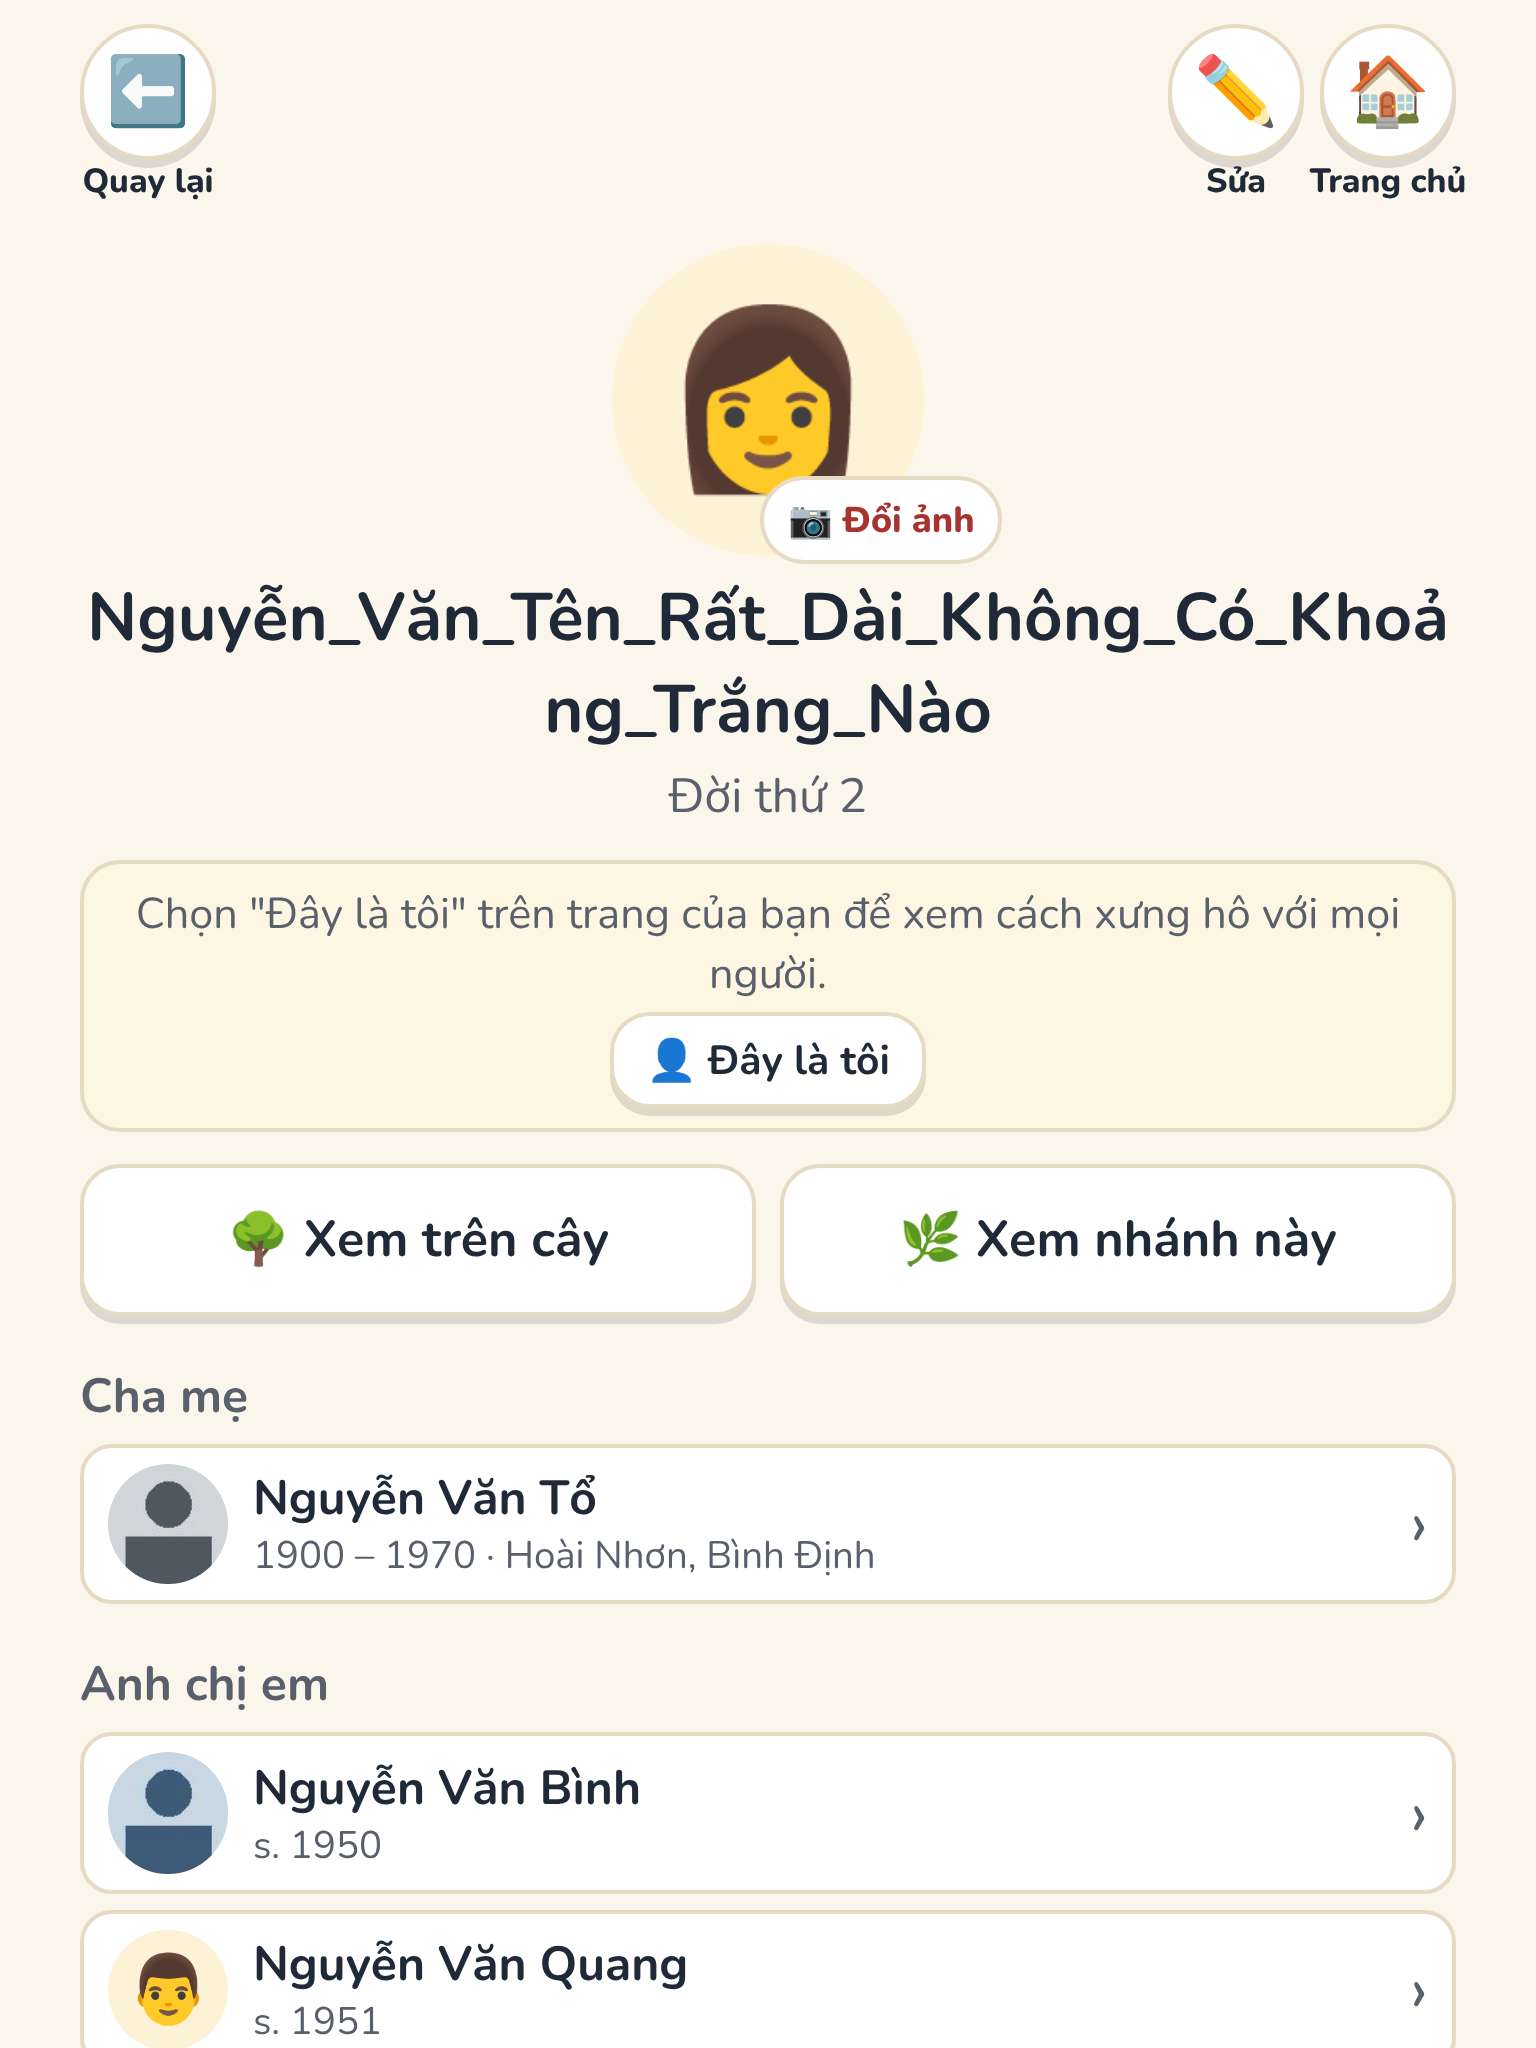 Quay lại
Sửa
Trang chủ
Đổi ảnh
Nguyễn_Văn_Tên_Rất_Dài_Không_Có_Khoả
ng_Trắng_Nào
Đời thứ 2
Chọn "Đây là tôi" trên trang của bạn để xem cách xưng hô với mọi
người.
Đây là tôi
Xem trên cây
Xem nhánh này
Cha mẹ
Nguyễn Văn Tổ
1900 – 1970 · Hoài Nhơn, Bình Định
Anh chị em
Nguyễn Văn Bình
s. 1950
Nguyễn Văn Quang
s. 1951